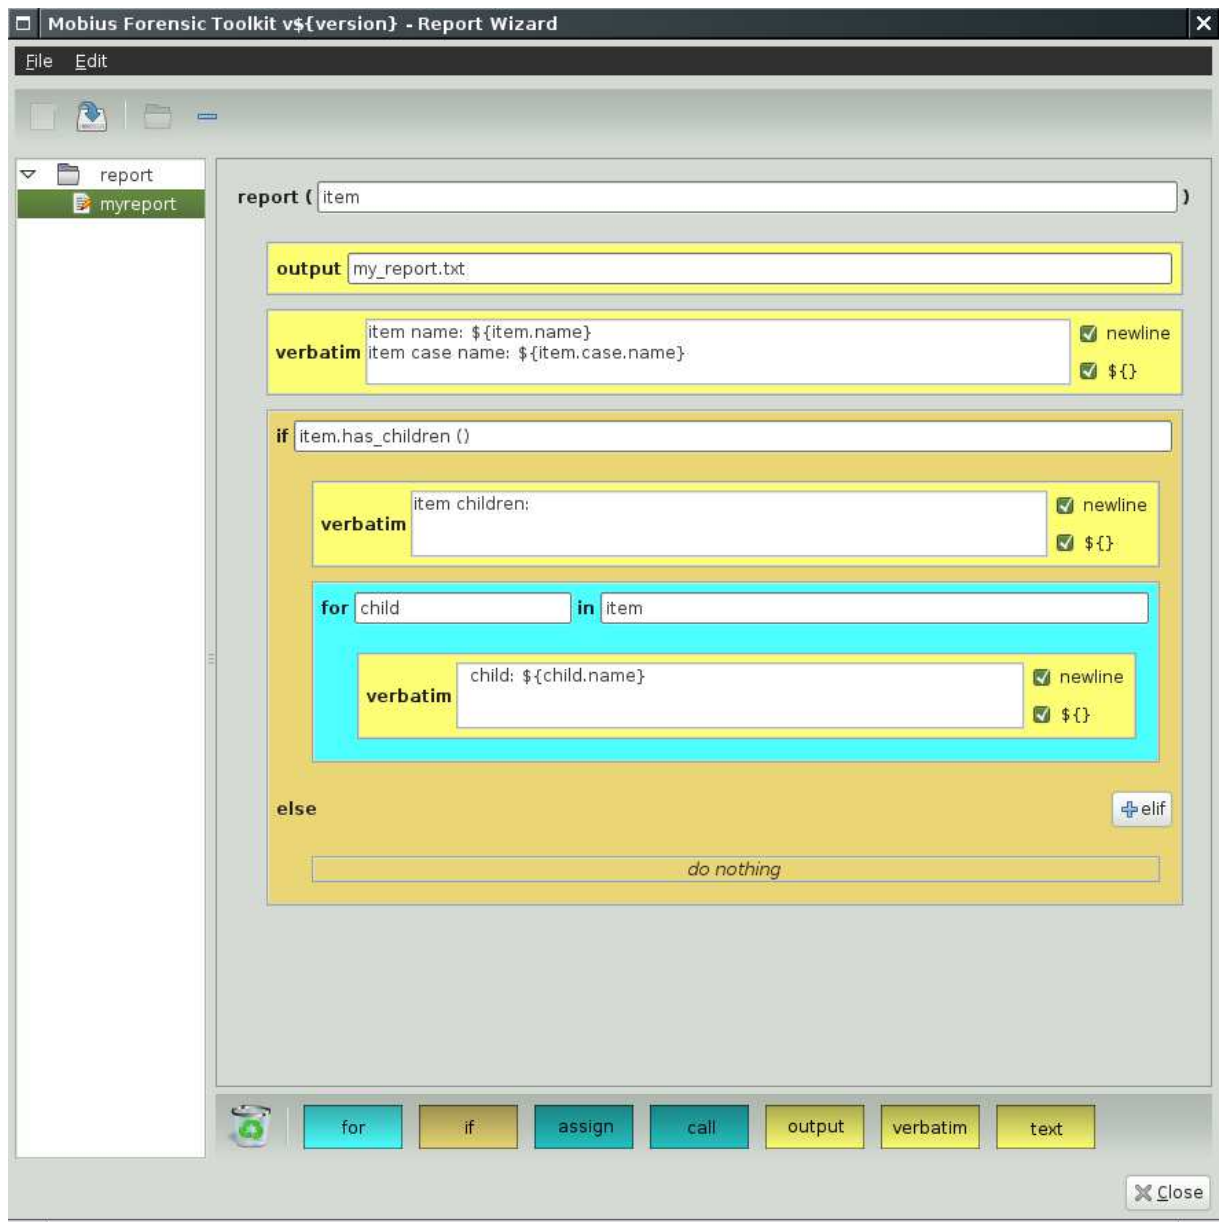 Mobius Forensic Toolkit v${version} - Report Wizard
File Edit
report
myreport
report ( item )
output my_report.txt
verbatim item name: ${item.name}
item case name: ${item.case.name}
newline
${}
if item.has_children ()
verbatim item children:
newline
${}
for child in item
verbatim child: ${child.name}
newline
${}
else elif
do nothing
for if assign call output verbatim text
Close